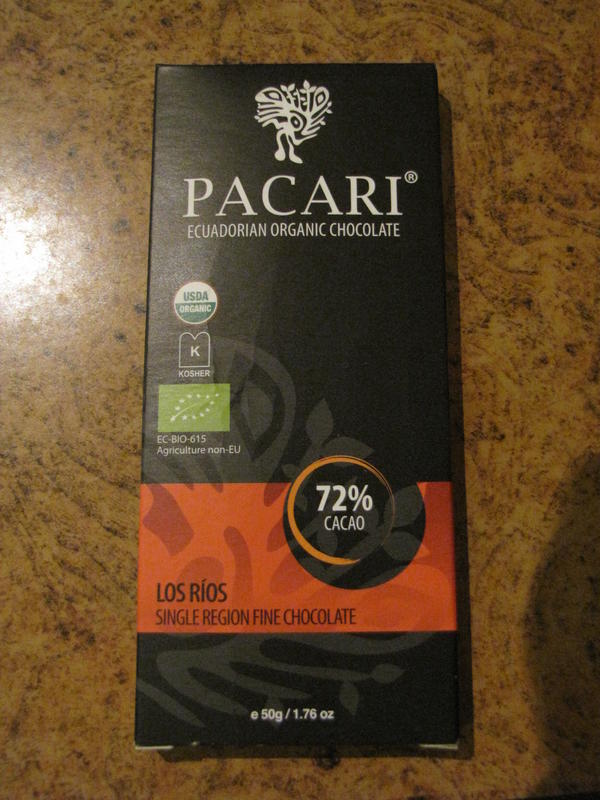 PACARI®
ECUADORIAN ORGANIC CHOCOLATE
USDA
ORGANIC
K
KOSHER
EC-BIO-615
Agriculture non-EU
72%
CACAO
LOS RÍOS
SINGLE REGION FINE CHOCOLATE
e 50g / 1.76 oz